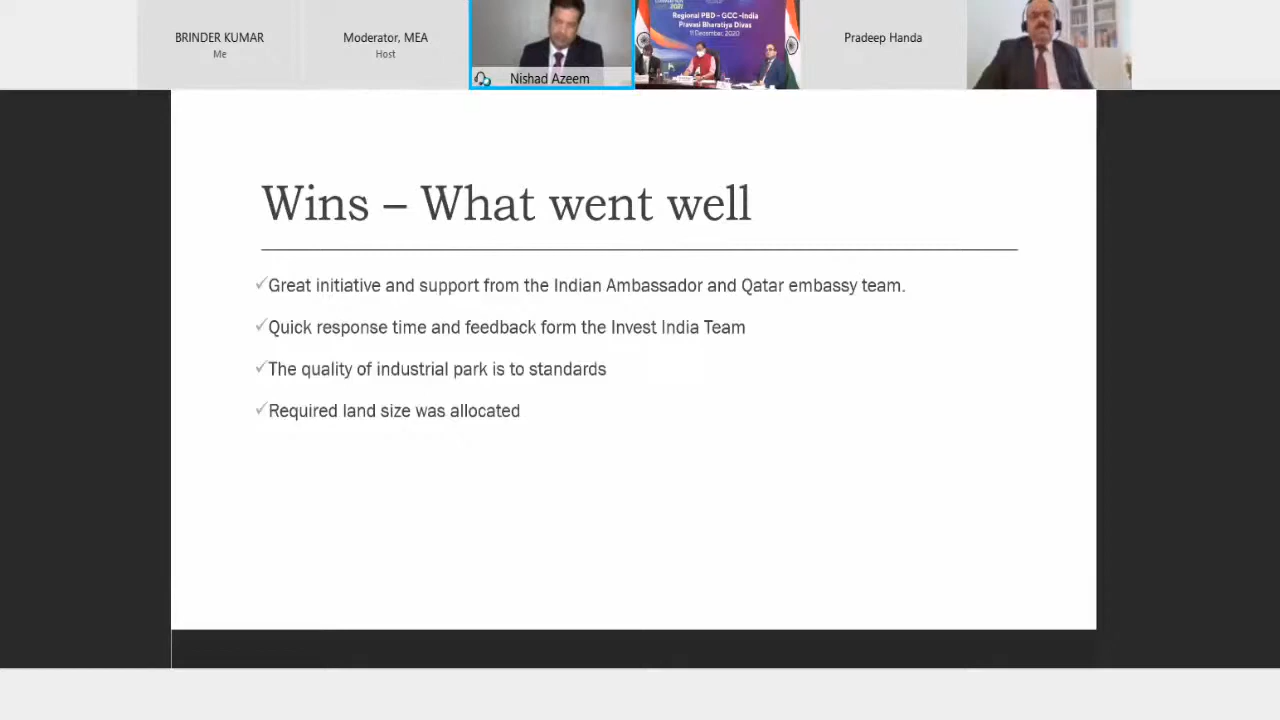 BRINDER KUMAR
Me
Moderator, MEA
Host
Nishad Azeem
2021
Regional PBD - GCC -India
Pravasi Bharatiya Divas
11 December, 2020
Pradeep Handa
Wins – What went well
✓Great initiative and support from the Indian Ambassador and Qatar embassy team.
✓Quick response time and feedback form the Invest India Team
✓The quality of industrial park is to standards
✓Required land size was allocated